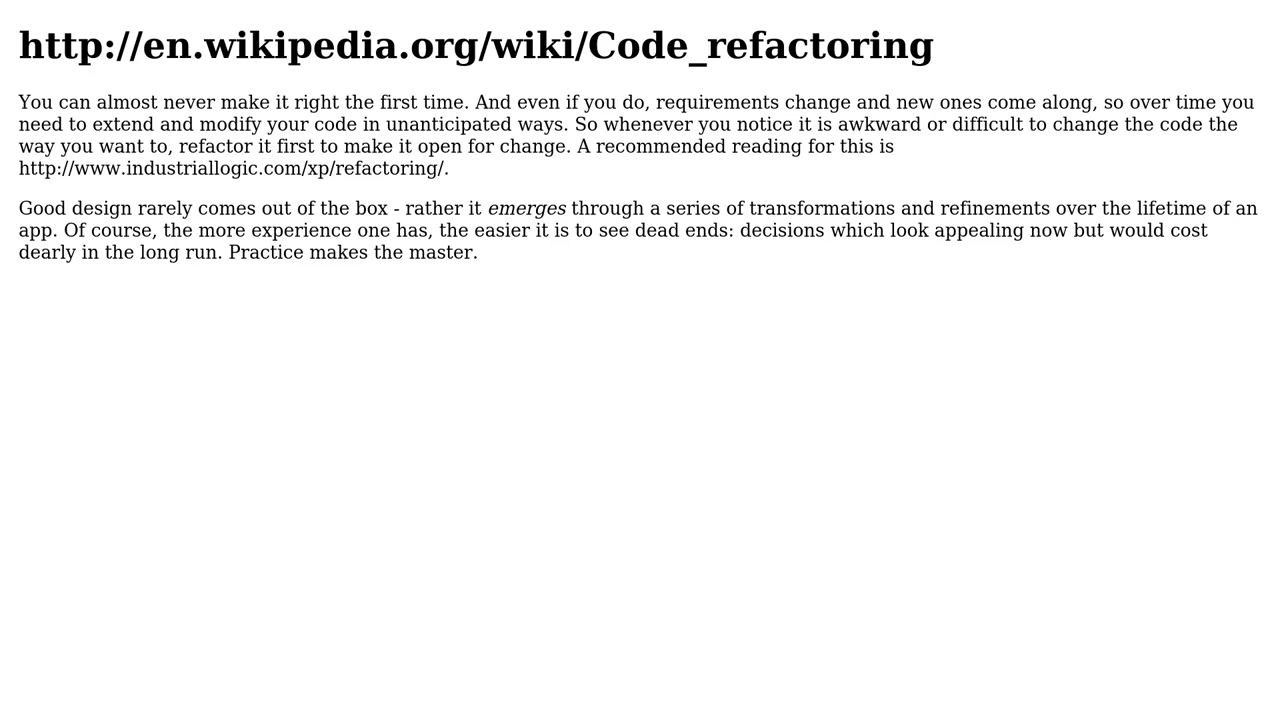 http://en.wikipedia.org/wiki/Code_refactoring
You can almost never make it right the first time. And even if you do, requirements change and new ones come along, so over time you
need to extend and modify your code in unanticipated ways. So whenever you notice it is awkward or difficult to change the code the
way you want to, refactor it first to make it open for change. A recommended reading for this is
http://www.industriallogic.com/xp/refactoring/.
Good design rarely comes out of the box - rather it emerges through a series of transformations and refinements over the lifetime of an
app. Of course, the more experience one has, the easier it is to see dead ends: decisions which look appealing now but would cost
dearly in the long run. Practice makes the master.